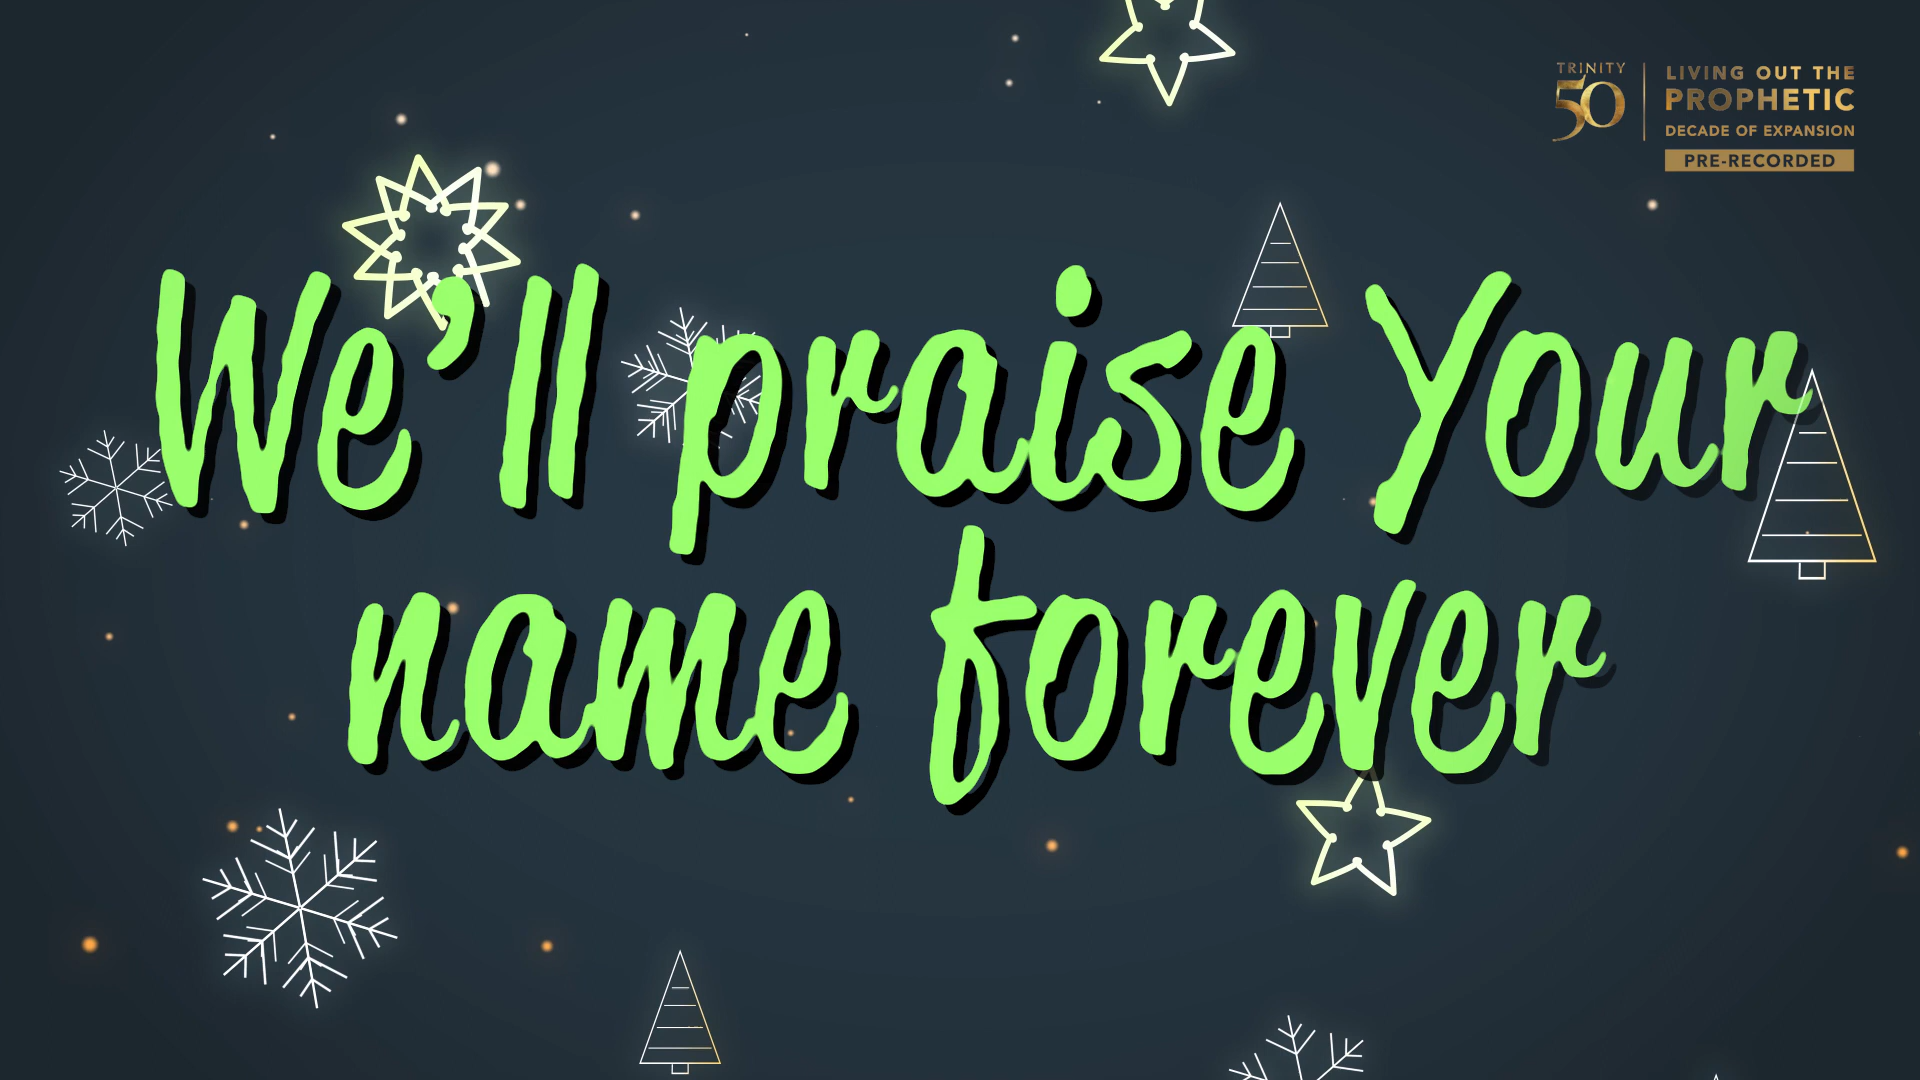 TRINITY
50
LIVING OUT THE
PROPHETIC
DECADE OF EXPANSION
PRE-RECORDED
We’ll praise Your
name forever